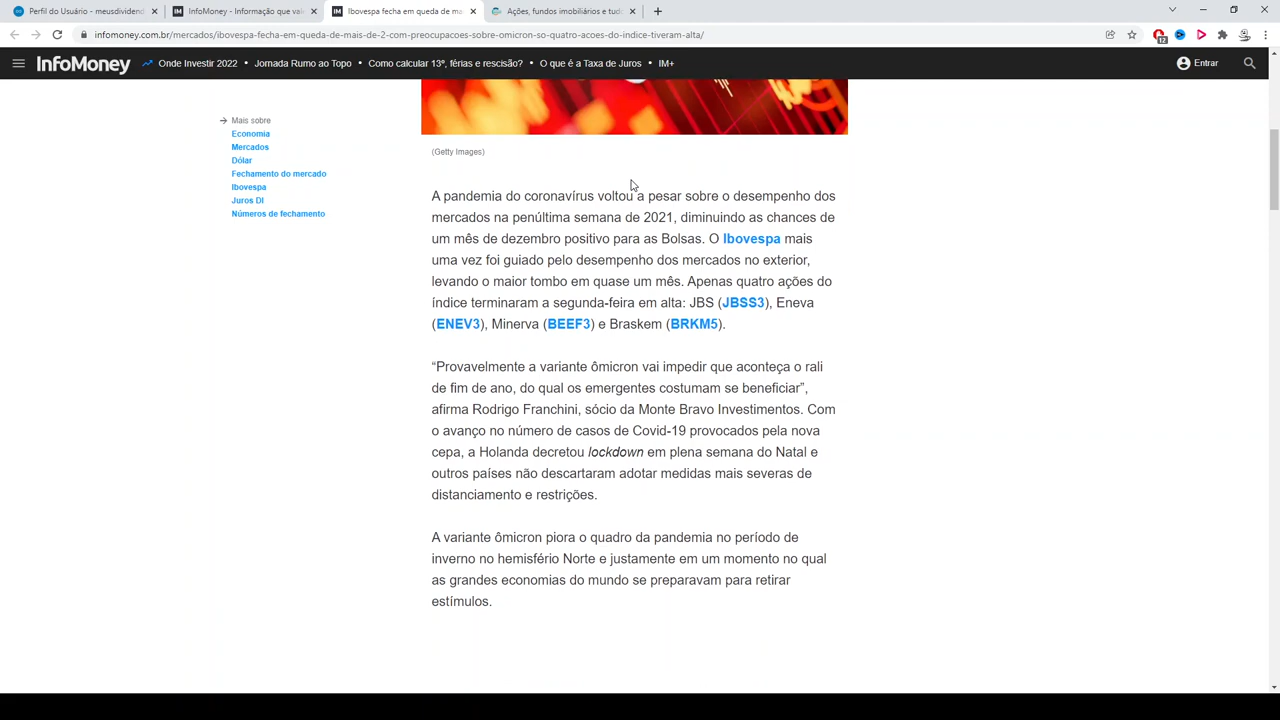 Perfil do Usuário – meusdividend
InfoMoney - Informação que vale
Ibovespa fecha em queda de ma
Ações, fundos imobiliários e tud
infomoney.com.br/mercados/ibovespa-fecha-em-queda-de-mais-de-2-com-preocupacoes-sobre-omicron-so-quatro-acoes-do-indice-tiveram-alta/
12
InfoMoney
Onde Investir 2022 • Jornada Rumo ao Topo • Como calcular 13º, férias e rescisão? • O que é a Taxa de Juros • IM+
Entrar
Mais sobre
Economia
Mercados
Dólar
Fechamento do mercado
Ibovespa
Juros DI
Números de fechamento
(Getty Images)
A pandemia do coronavírus voltou a pesar sobre o desempenho dos
mercados na penúltima semana de 2021, diminuindo as chances de
um mês de dezembro positivo para as Bolsas. O Ibovespa mais
uma vez foi guiado pelo desempenho dos mercados no exterior,
levando o maior tombo em quase um mês. Apenas quatro ações do
índice terminaram a segunda-feira em alta: JBS (JBSS3), Eneva
(ENEV3), Minerva (BEEF3) e Braskem (BRKM5).
“Provavelmente a variante ômicron vai impedir que aconteça o rali
de fim de ano, do qual os emergentes costumam se beneficiar”,
afirma Rodrigo Franchini, sócio da Monte Bravo Investimentos. Com
o avanço no número de casos de Covid-19 provocados pela nova
cepa, a Holanda decretou lockdown em plena semana do Natal e
outros países não descartaram adotar medidas mais severas de
distanciamento e restrições.
A variante ômicron piora o quadro da pandemia no período de
inverno no hemisfério Norte e justamente em um momento no qual
as grandes economias do mundo se preparavam para retirar
estímulos.